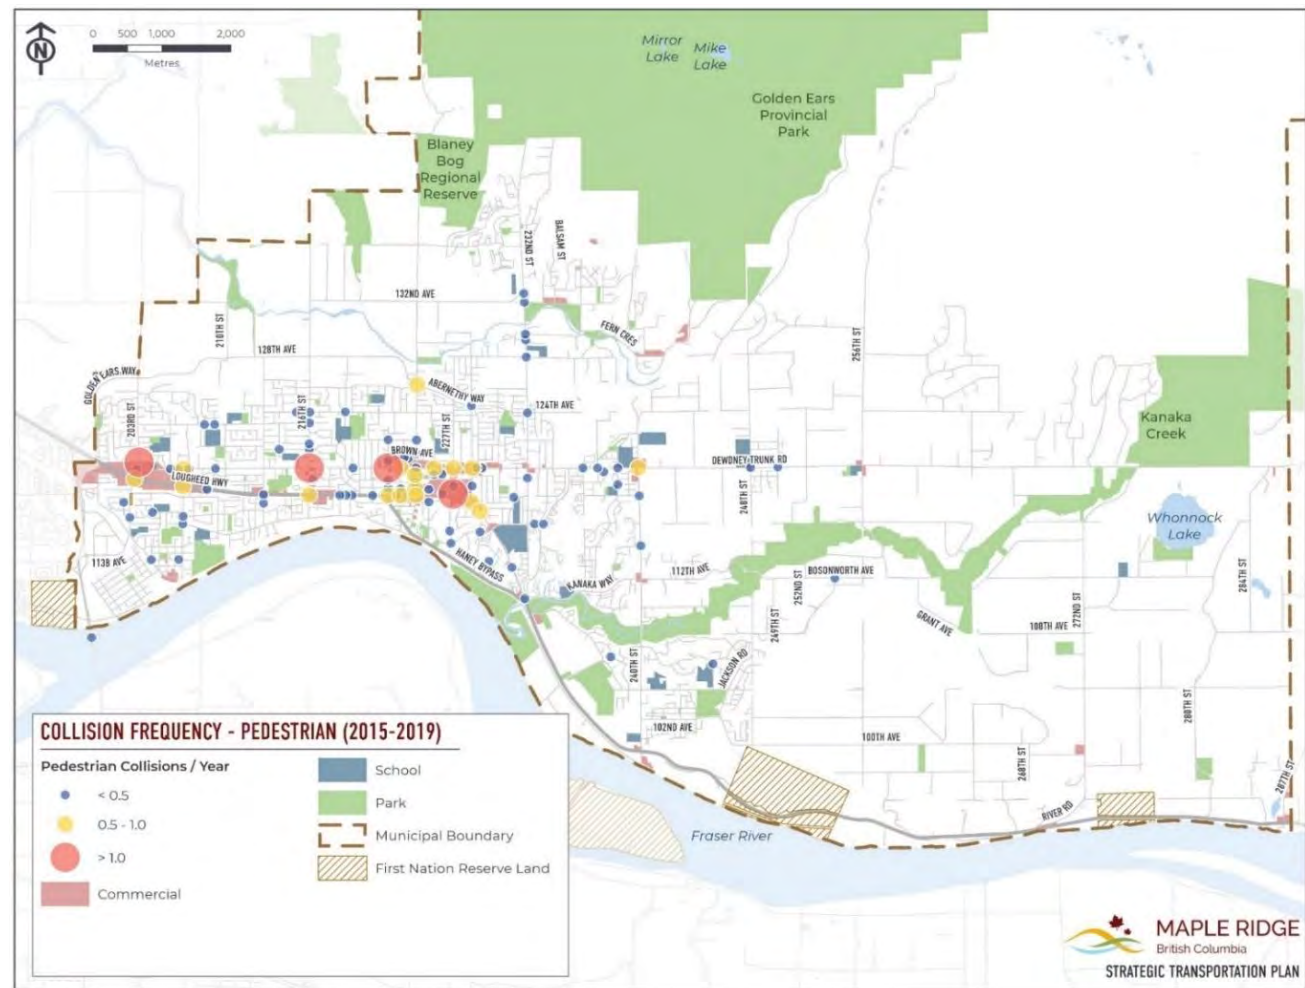 N
0 500 1,000 2,000
Metres
Mirror
Lake
Mike
Lake
Golden Ears
Provincial
Park
Blaney
Bog
Regional
Reserve
232ND ST
BALSAM ST
132ND AVE
FERN CRES
210TH ST
128TH AVE
256TH ST
GOLDEN EARS WAY
ABERNETHY WAY
203RD ST
216TH ST
227TH ST
124TH AVE
Kanaka
Creek
BROWN AVE
DEWDNEY TRUNK RD
LOUGHEED HWY
248TH ST
Whonnock
Lake
113B AVE
HANEY BYPASS
KANAKA WAY
112TH AVE
252ND ST
BOSONWORTH AVE
249TH ST
GRANT AVE
272ND ST
108TH AVE
284TH ST
240TH ST
JACKSON RD
102ND AVE
100TH AVE
268TH ST
280TH ST
287TH ST
RIVER RD
Fraser River
COLLISION FREQUENCY - PEDESTRIAN (2015-2019)
Pedestrian Collisions / Year
< 0.5
0.5 - 1.0
> 1.0
Commercial
School
Park
Municipal Boundary
First Nation Reserve Land
MAPLE RIDGE
British Columbia
STRATEGIC TRANSPORTATION PLAN